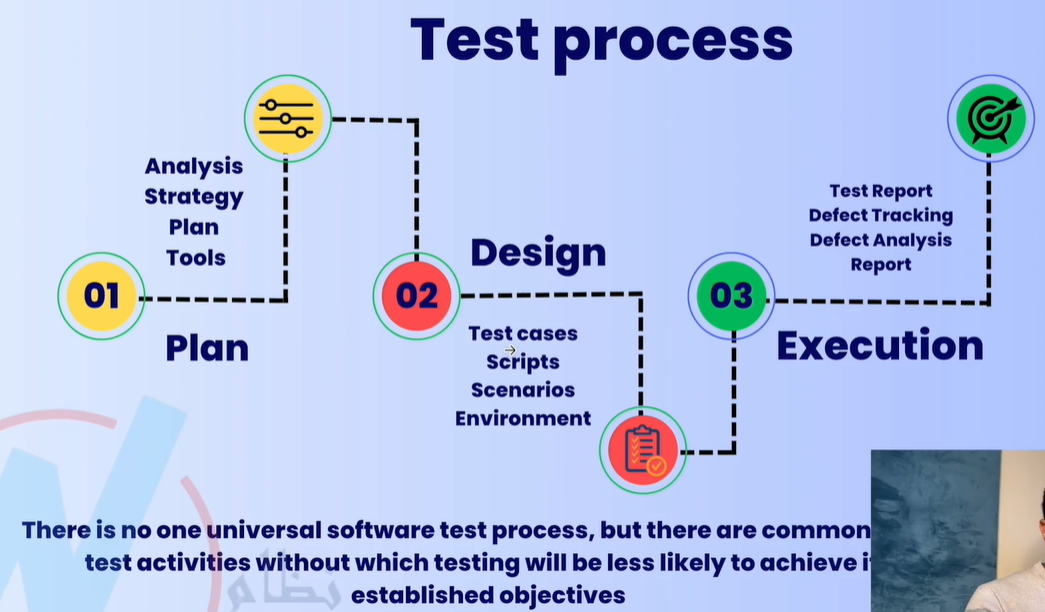 Test process
Analysis
Strategy
Plan
Tools
01
Plan
02
Design
Test cases
Scripts
Scenarios
Environment
03
Execution
Test Report
Defect Tracking
Defect Analysis
Report
There is no one universal software test process, but there are common
test activities without which testing will be less likely to achieve
established objectives